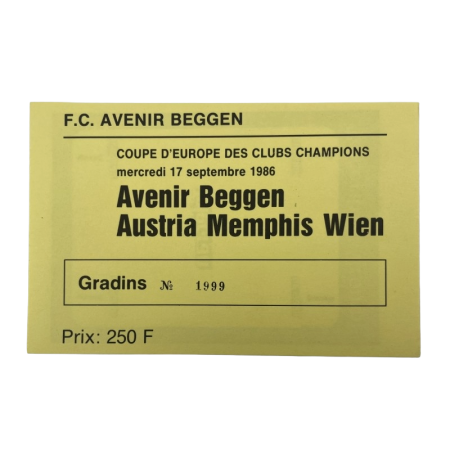 F.C. AVENIR BEGGEN
COUPE D'EUROPE DES CLUBS CHAMPIONS
mercredi 17 septembre 1986
Avenir Beggen
Austria Memphis Wien
Gradins № 1999
Prix: 250 F